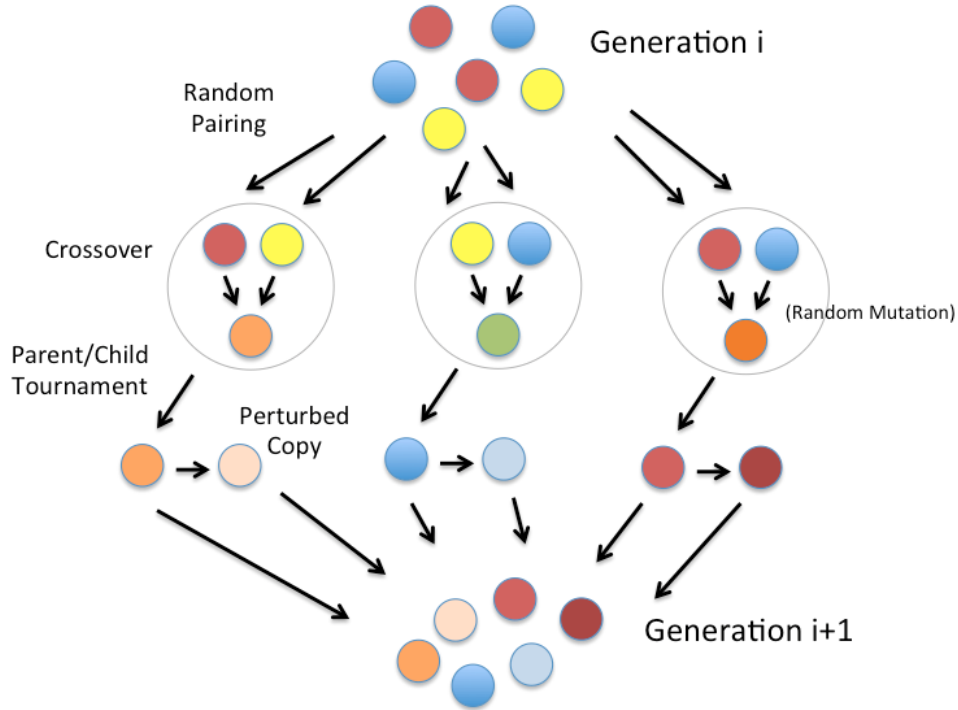 Generation i
Random
Pairing
Crossover
(Random Mutation)
Parent/Child
Tournament
Perturbed
Copy
Generation i+1